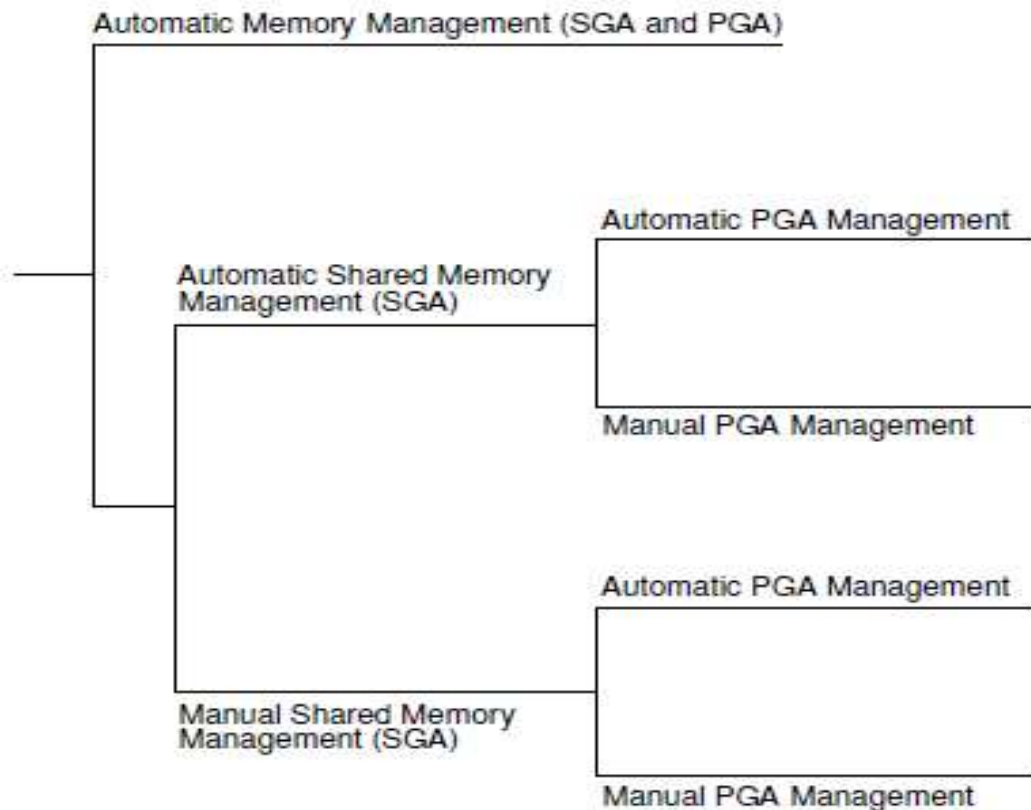 Automatic Memory Management (SGA and PGA)
Automatic PGA Management
Automatic Shared Memory
Management (SGA)
Manual PGA Management
Automatic PGA Management
Manual Shared Memory
Management (SGA)
Manual PGA Management